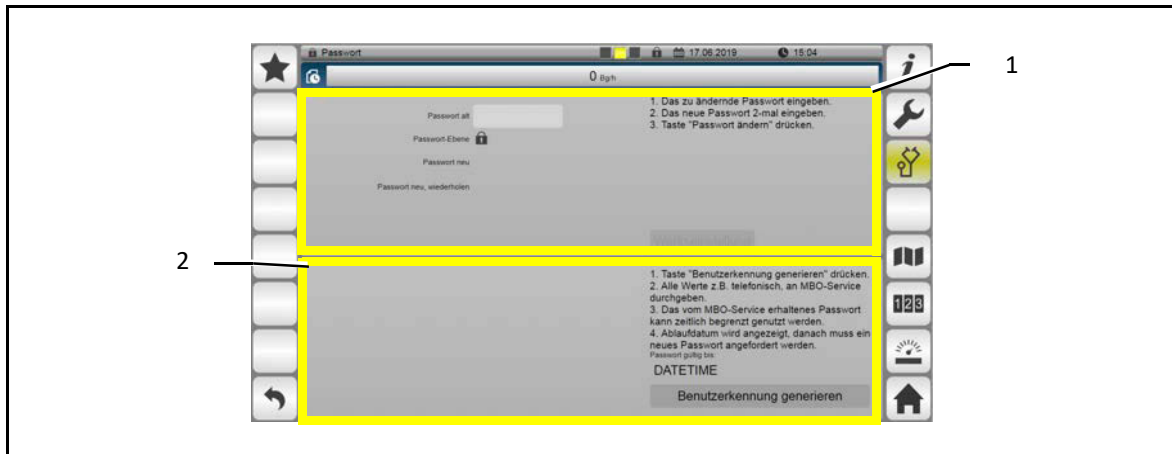 Passwort 17.06.2019 15:04
0 Bg/h
1
Passwort alt
Passwort-Ebene
Passwort neu
Passwort neu, wiederholen
1. Das zu ändernde Passwort eingeben.
2. Das neue Passwort 2-mal eingeben.
3. Taste "Passwort ändern" drücken.
2
1. Taste "Benutzerkennung generieren" drücken.
2. Alle Werte z.B. telefonisch, an MBO-Service
durchgeben.
3. Das vom MBO-Service erhaltenes Passwort
kann zeitlich begrenzt genutzt werden.
4. Ablaufdatum wird angezeigt, danach muss ein
neues Passwort angefordert werden.
Passwort gültig bis:
DATETIME
Benutzerkennung generieren
i
123